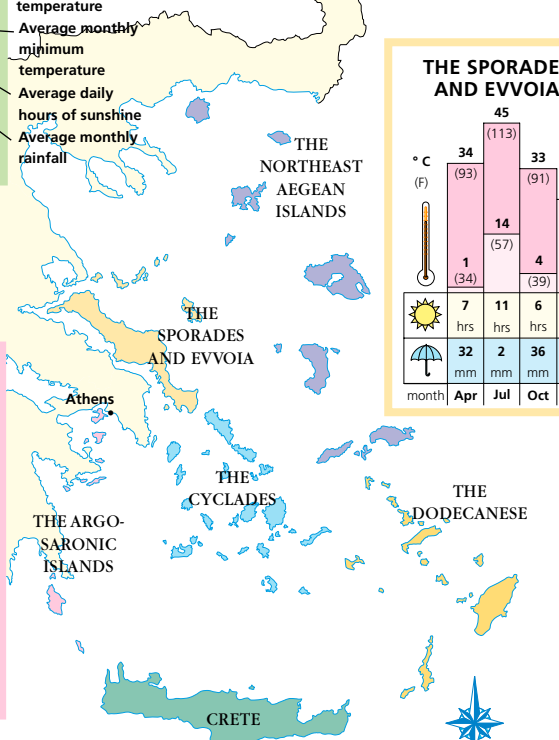 temperature
Average monthly
minimum
temperature
Average daily
hours of sunshine
Average monthly
rainfall
THE
NORTHEAST
AEGEAN
ISLANDS
THE
SPORADES
AND EVVOIA
Athens
THE
CYCLADES
THE
DODECANESE
THE ARGO-
SARONIC
ISLANDS
CRETE
THE SPORADE
AND EVVOIA
45
(113)
34
(93)
33
(91)
°C
(F)
14
(57)
1
(34)
4
(39)
7 11 6
hrs hrs hrs
32 2 36
mm mm mm
month Apr Jul Oct